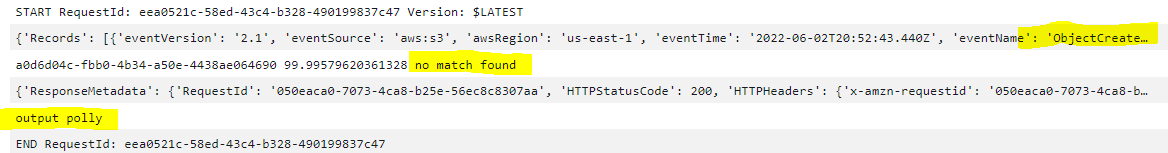 START RequestId: eea0521c-58ed-43c4-b328-490199837c47 Version: $LATEST
{'Records': [{'eventVersion': '2.1', 'eventSource': 'aws:s3', 'awsRegion': 'us-east-1', 'eventTime': '2022-06-02T20:52:43.440Z', 'eventName': 'ObjectCreate…
a0d6d04c-fbb0-4b34-a50e-4438ae064690 99.99579620361328 no match found
{'ResponseMetadata': {'RequestId': '050eaca0-7073-4ca8-b25e-56ec8c8307aa', 'HTTPStatusCode': 200, 'HTTPHeaders': {'x-amzn-requestid': '050eaca0-7073-4ca8-b…
output polly
END RequestId: eea0521c-58ed-43c4-b328-490199837c47